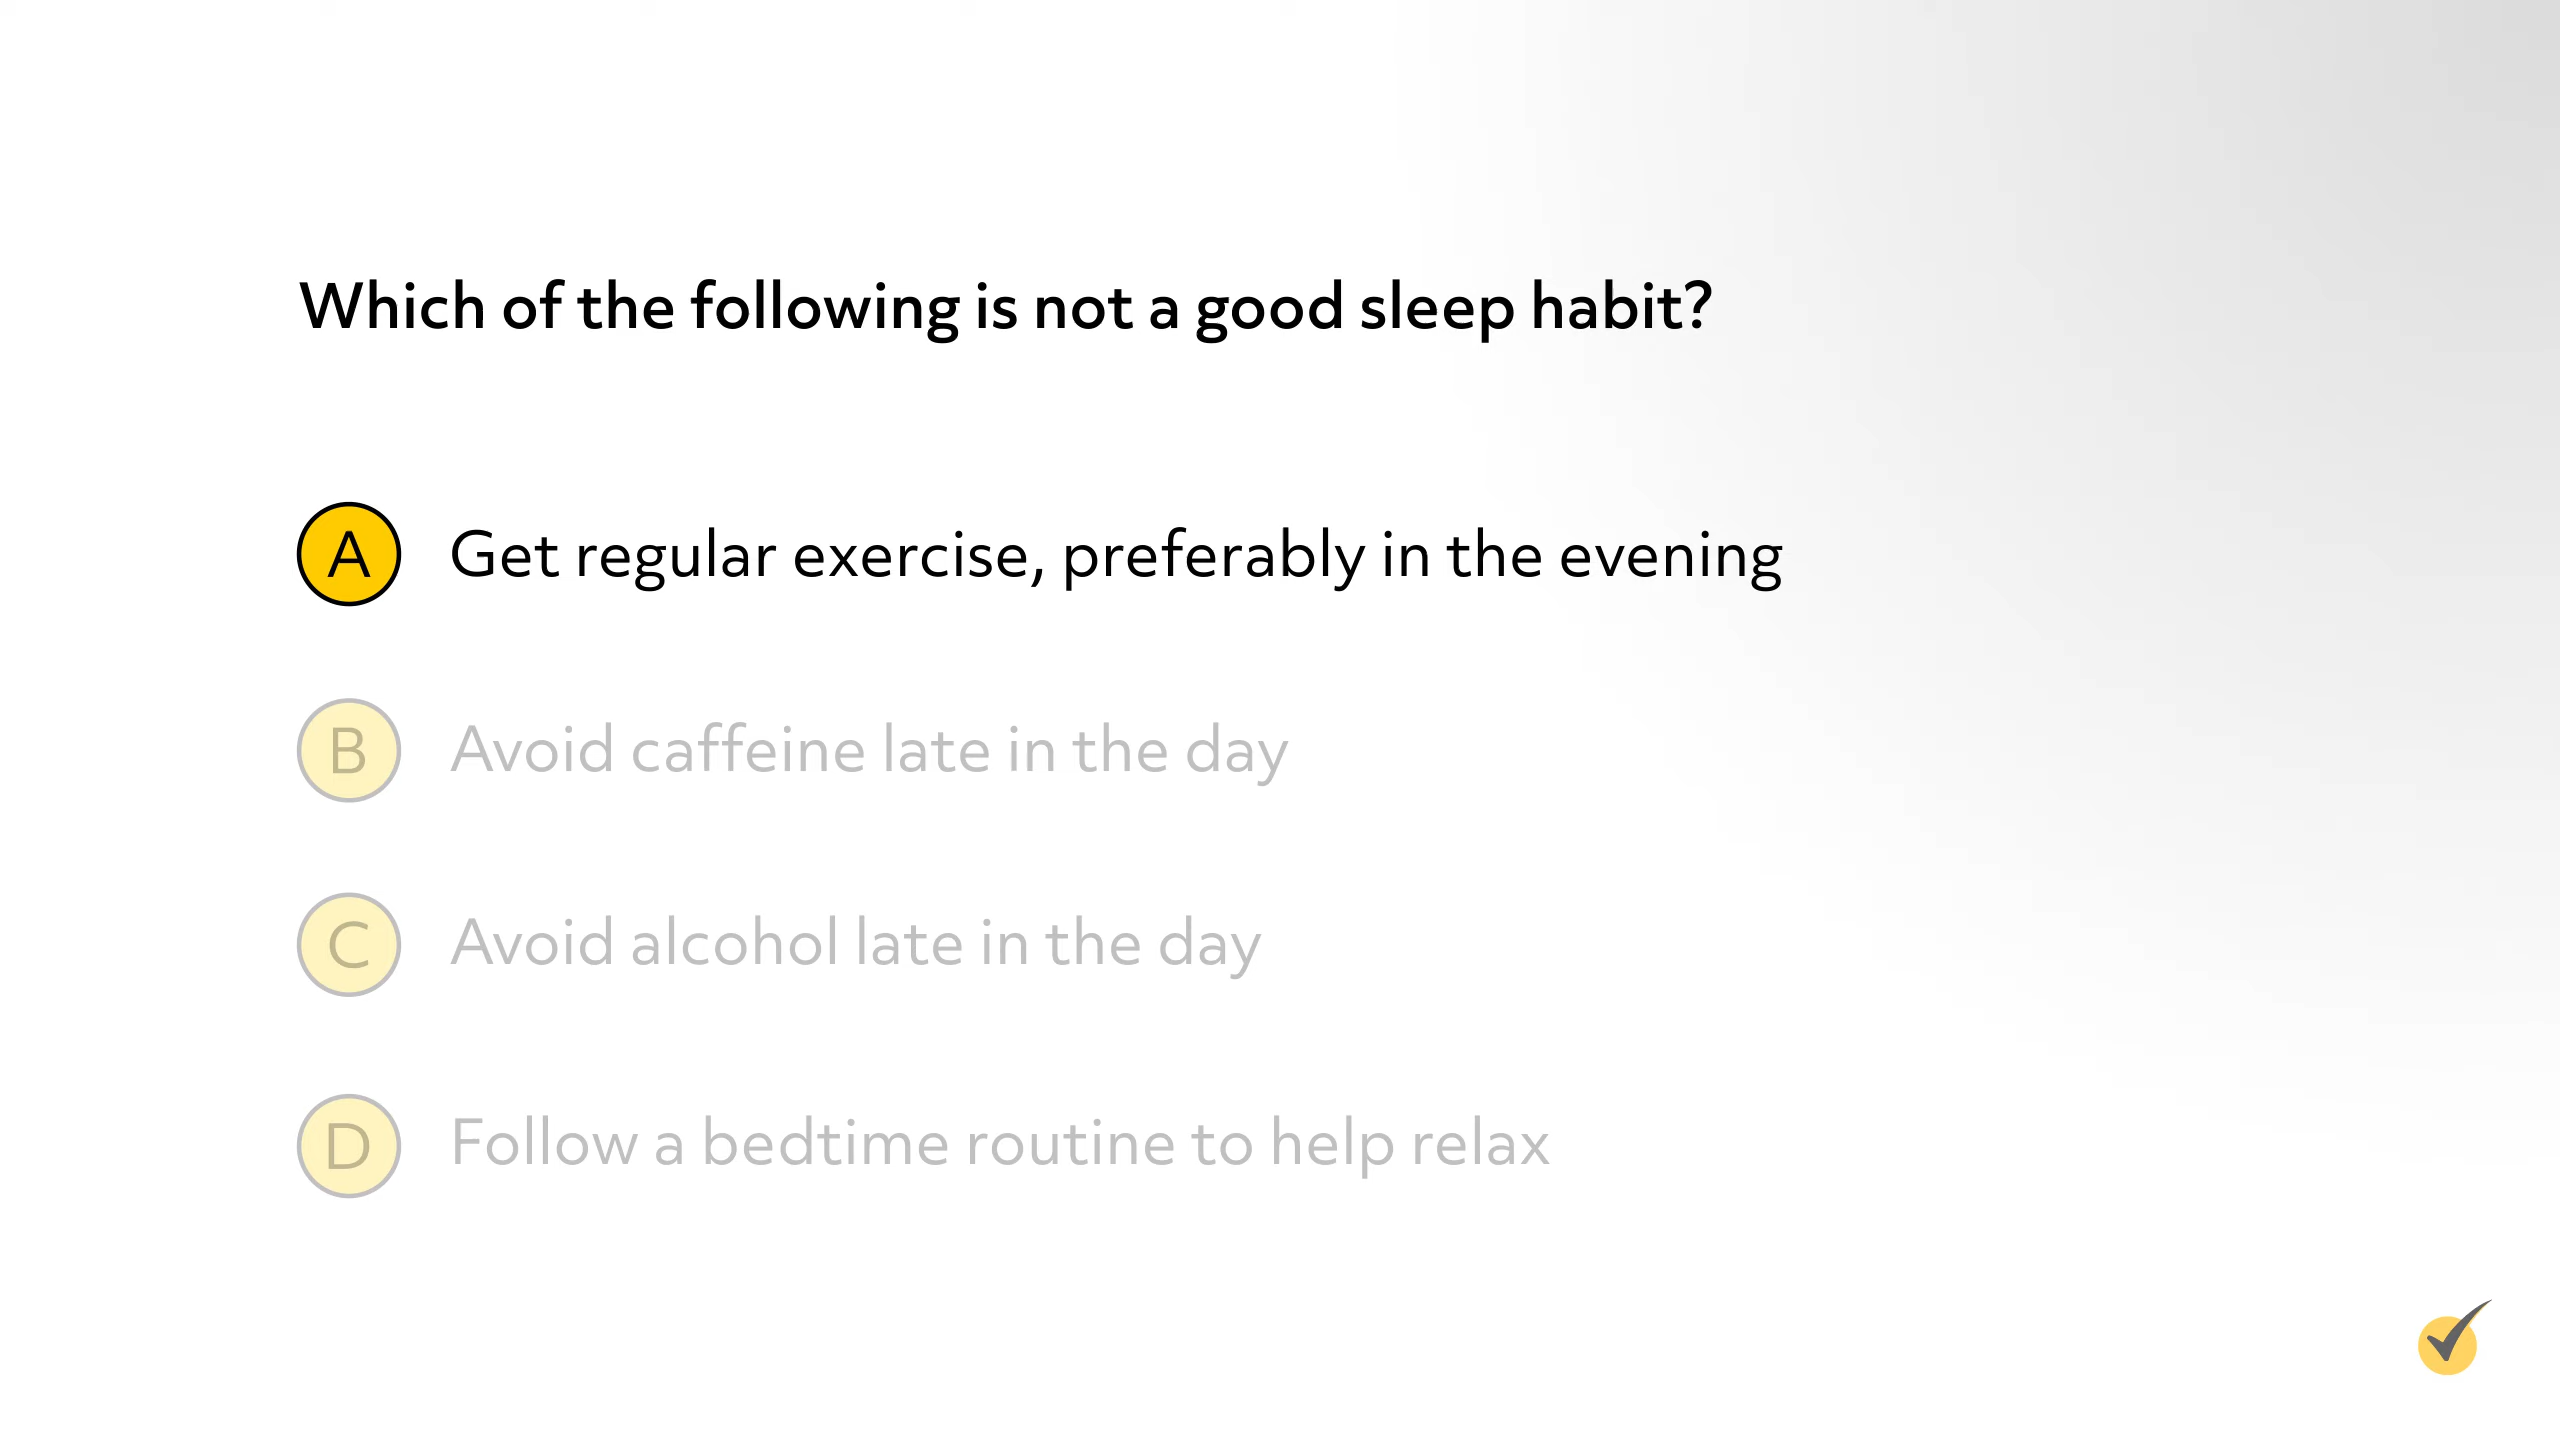 Which of the following is not a good sleep habit?
A Get regular exercise, preferably in the evening
B Avoid caffeine late in the day
C Avoid alcohol late in the day
D Follow a bedtime routine to help relax